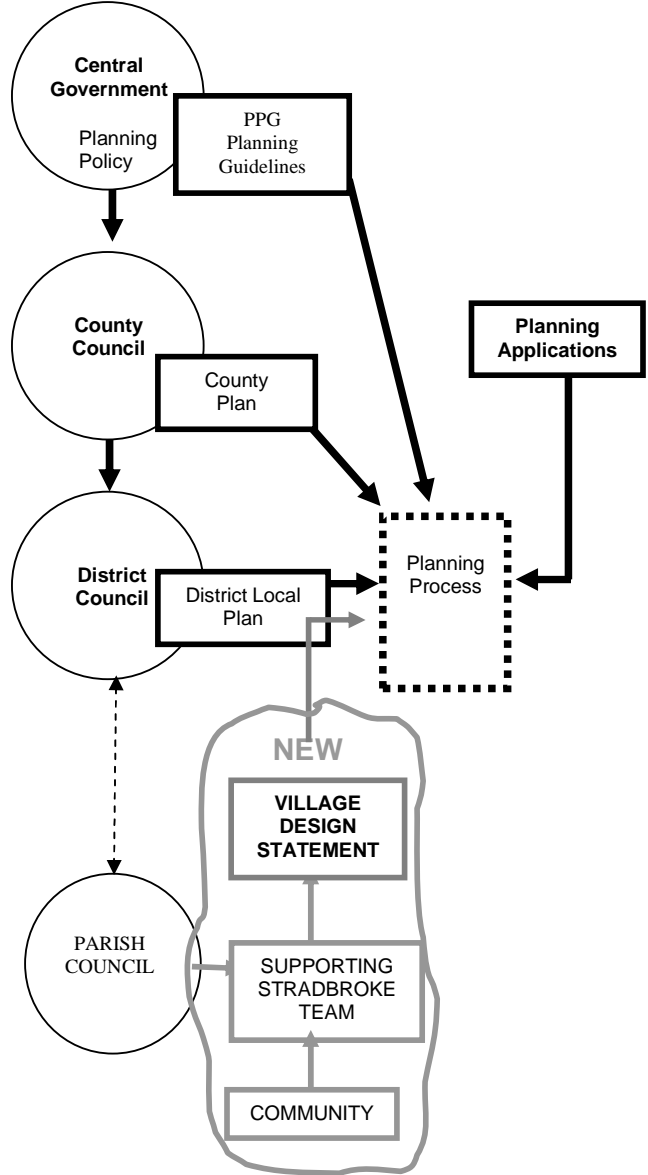 Central
Government
Planning
Policy
PPG
Planning
Guidelines
County
Council
County
Plan
Planning
Applications
District
Council
District Local
Plan
Planning
Process
NEW
VILLAGE
DESIGN
STATEMENT
PARISH
COUNCIL
SUPPORTING
STRADBROKE
TEAM
COMMUNITY